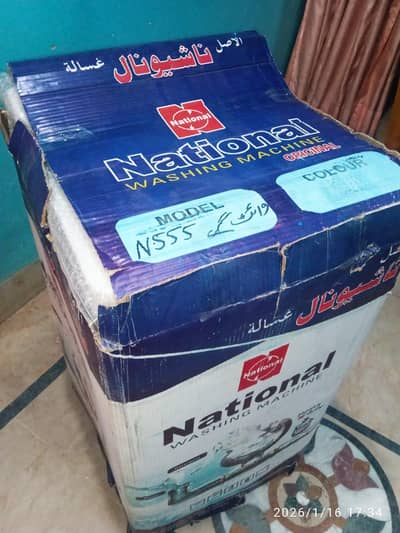 الاصل ناشيونال غسالة
National
National
WASHING MACHINE
ORIGINAL
MODEL
N555
COLOUR
ناشيونال غسالة
National
National
WASHING MACHINE
2026/1/16 17:34